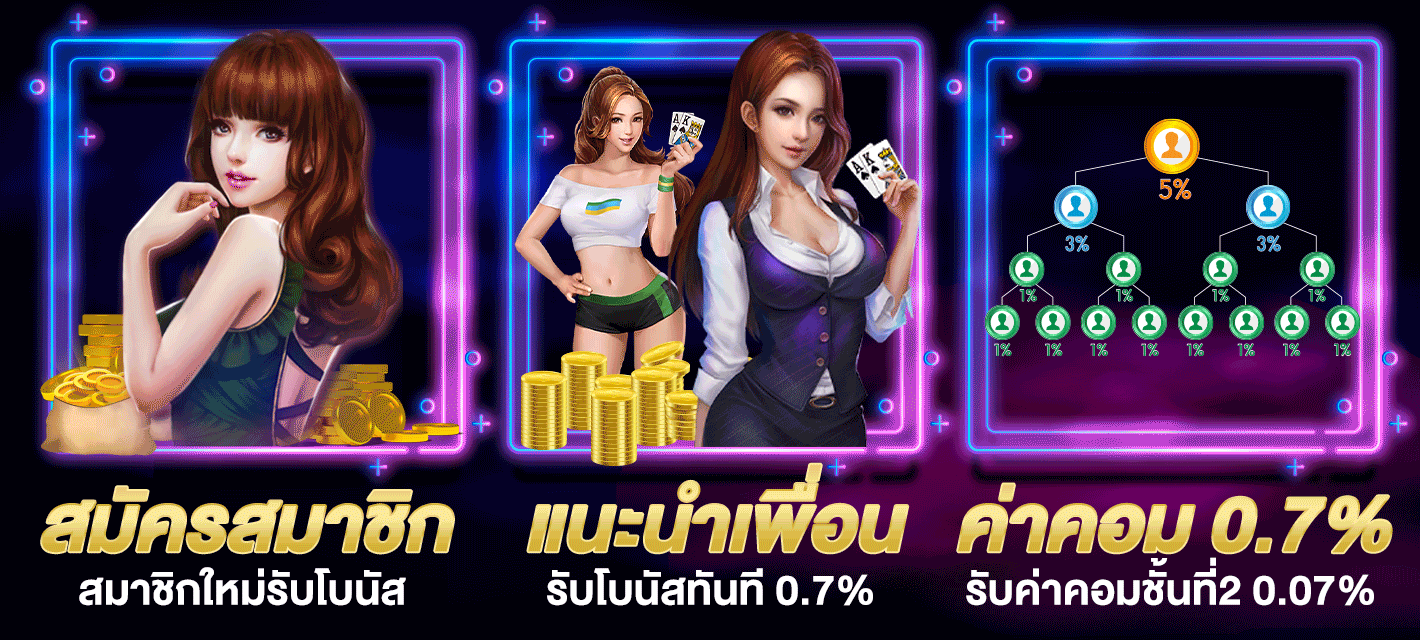 สมัครสมาชิก
สมาชิกใหม่รับโบนัส
A K
A K
แนะนำเพื่อน
รับโบนัสทันที 0.7%
5%
3% 3%
1% 1% 1% 1%
1% 1% 1% 1% 1% 1% 1% 1%
ค่าคอม 0.7%
รับค่าคอมชั้นที่2 0.07%